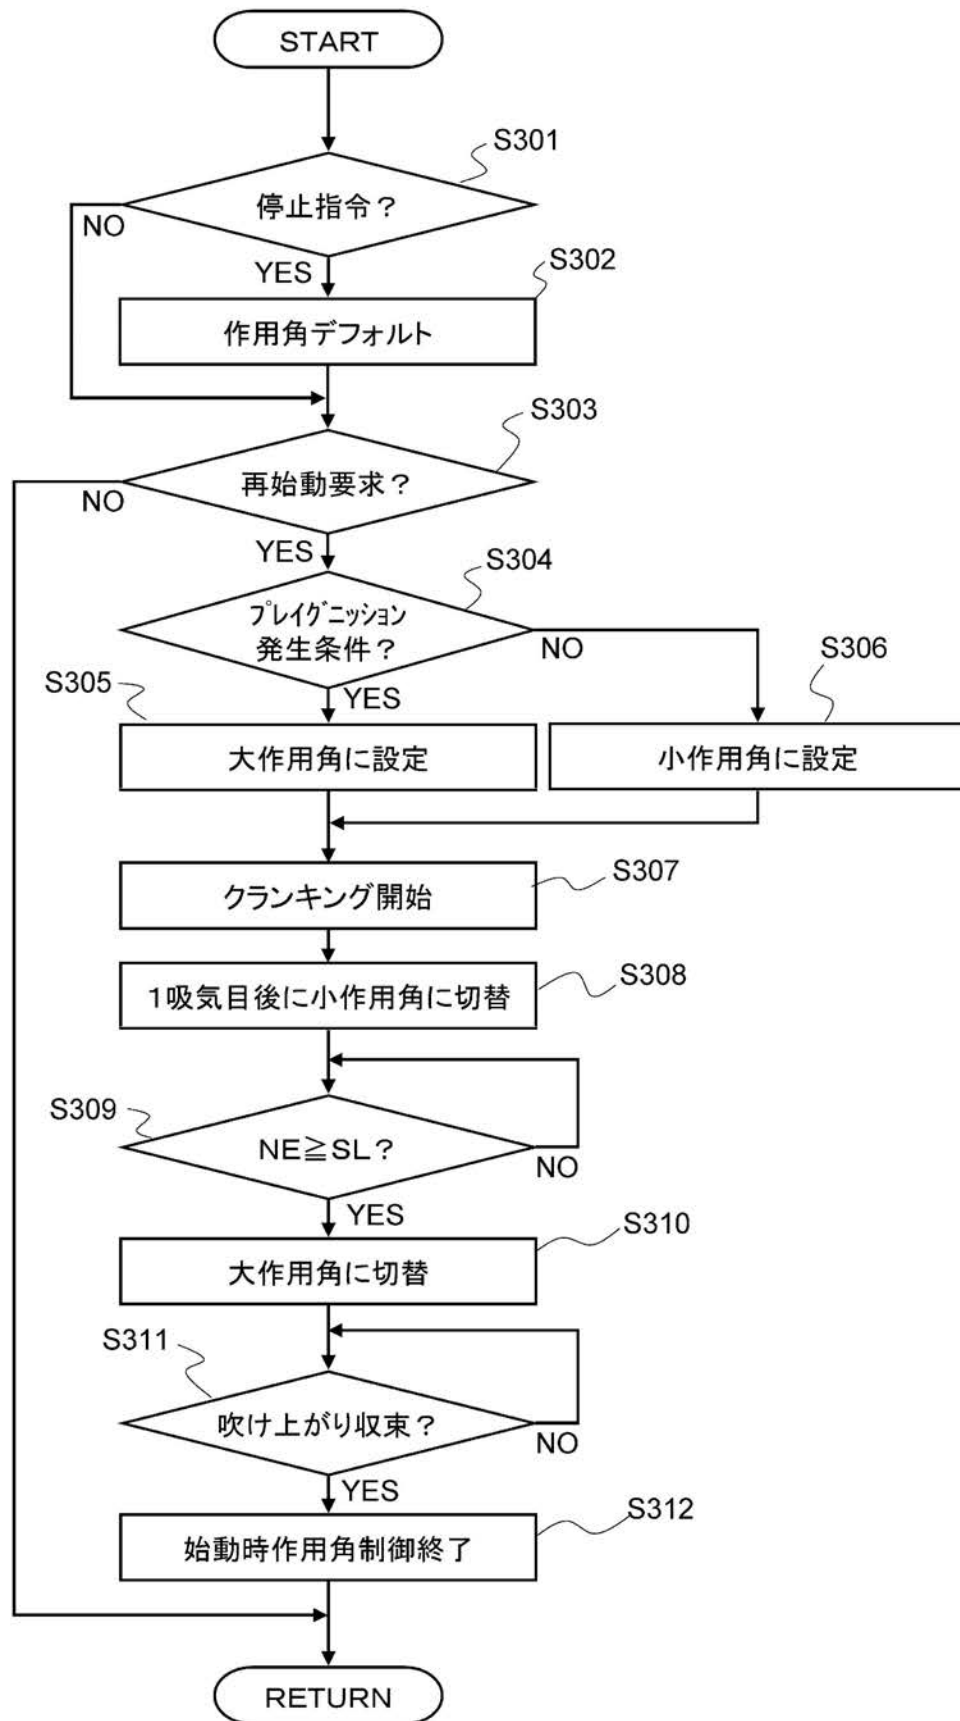 START
S301
停止指令？
NO
YES
S302
作用角デフォルト
S303
再始動要求？
NO
YES
S304
プレイグニッション
発生条件？
NO
S305
YES
S306
大作用角に設定
小作用角に設定
S307
クランキング開始
S308
1吸気目後に小作用角に切替
S309
NE≧SL？
NO
YES
S310
大作用角に切替
S311
吹け上がり収束？
NO
YES
S312
始動時作用角制御終了
RETURN